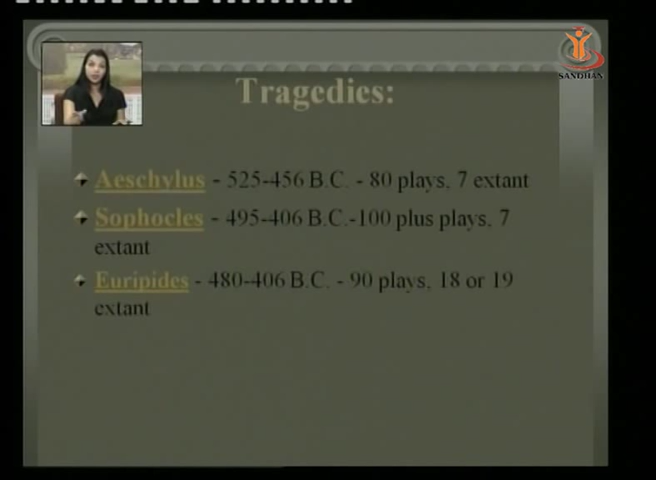 SANDHAN
Tragedies:
Aeschylus - 525-456 B.C. - 80 plays, 7 extant
Sophocles - 495-406 B.C.-100 plus plays, 7
extant
Euripides - 480-406 B.C. - 90 plays, 18 or 19
extant